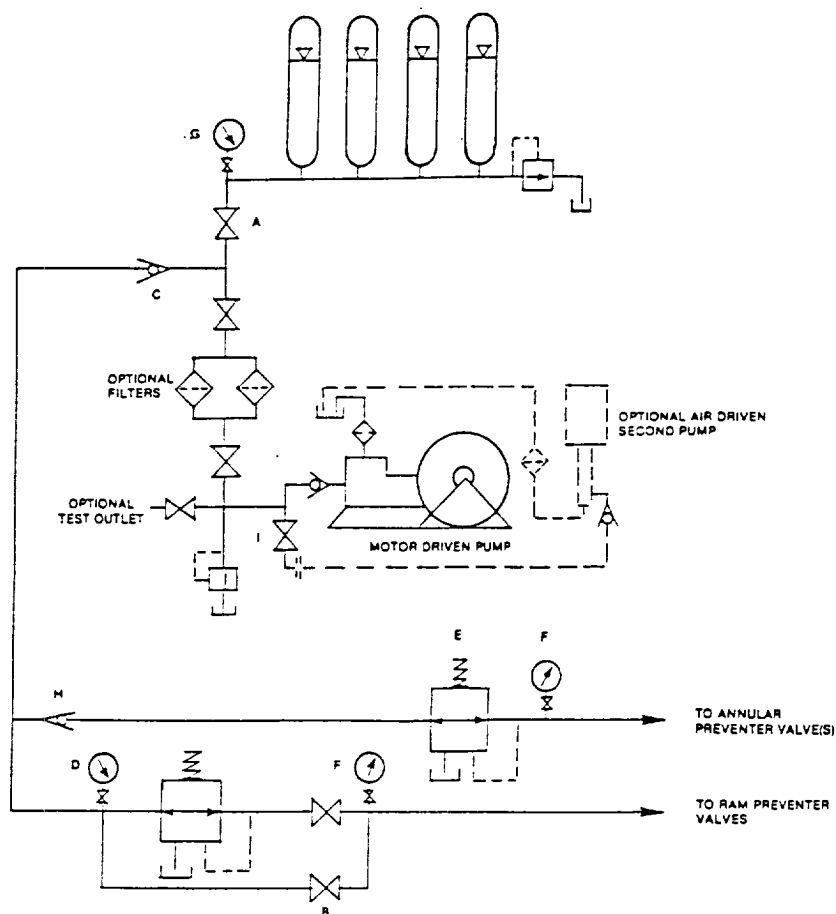 G
A
C
OPTIONAL
FILTERS
OPTIONAL AIR DRIVEN
SECOND PUMP
OPTIONAL
TEST OUTLET
I
MOTOR DRIVEN PUMP
E
F
H
TO ANNULAR
PREVENTER VALVE(S)
D
F
TO RAM PREVENTER
VALVES
B